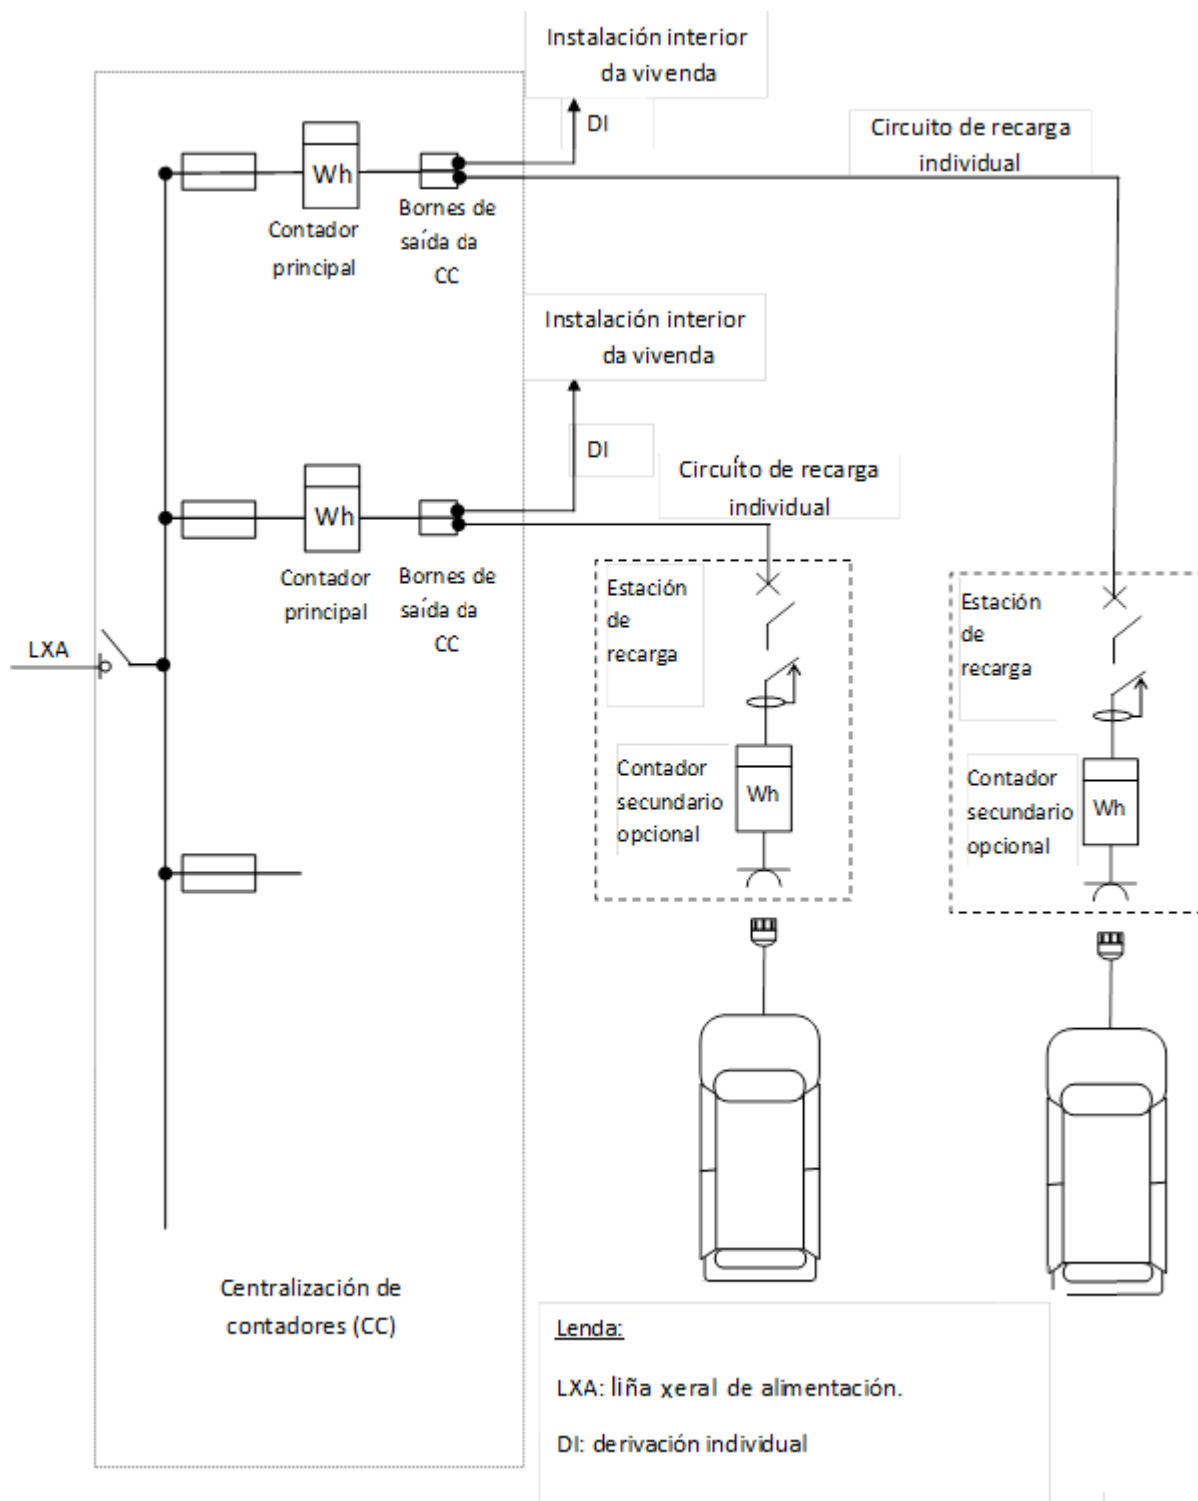 Instalación interior
da vivenda
DI
Circuito de recarga
individual
Wh
Contador
principal
Bornes de
saída da
CC
Instalación interior
da vivenda
DI
Circuíto de recarga
individual
Wh
Contador
principal
Bornes de
saída da
CC
LXA
Estación
de
recarga
Contador
secundario
opcional
Wh
Estación
de
recarga
Contador
secundario
opcional
Wh
Centralización de
contadores (CC)
Lenda:
LXA: liña xeral de alimentación.
DI: derivación individual